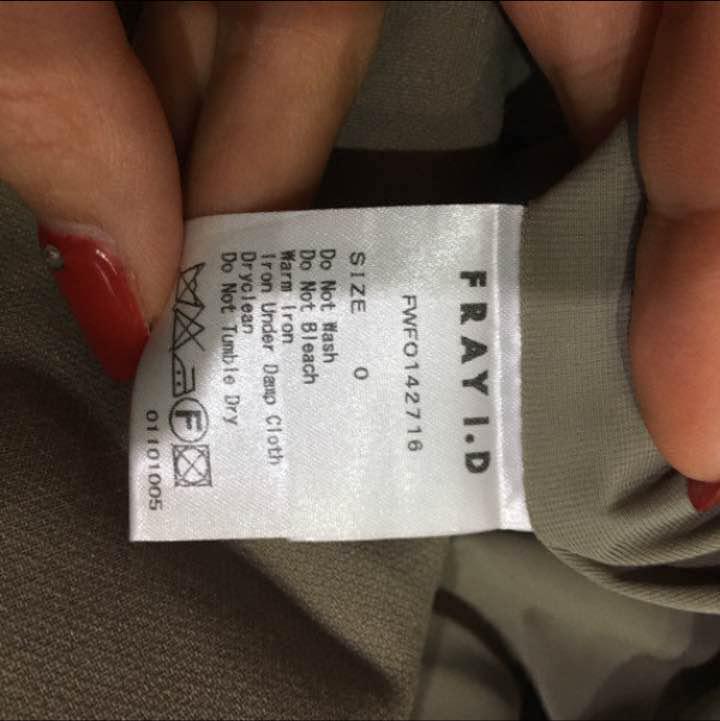 FRAY I.D
FWFO142716
SIZE 0
Do Not Wash
Do Not Bleach
Warm Iron
Iron Under Damp Cloth
Dryclean
Do Not Tumble Dry
F
01101005